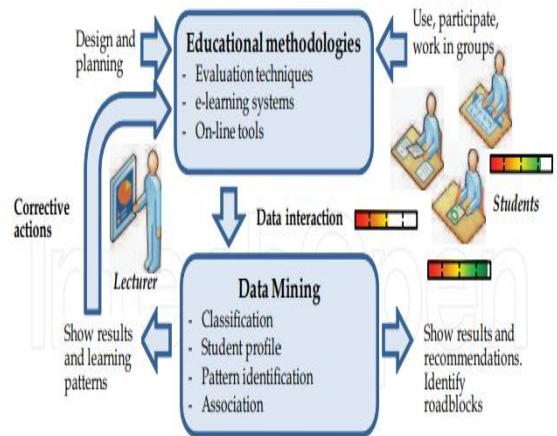 Design and
planning
Educational methodologies
- Evaluation techniques
- e-learning systems
- On-line tools
Use, participate,
work in groups
Corrective
actions
Lecturer
Data interaction
Students
Data Mining
- Classification
- Student profile
- Pattern identification
- Association
Show results
and learning
patterns
Show results and
recommendations.
Identify
roadblocks
IntechOpen